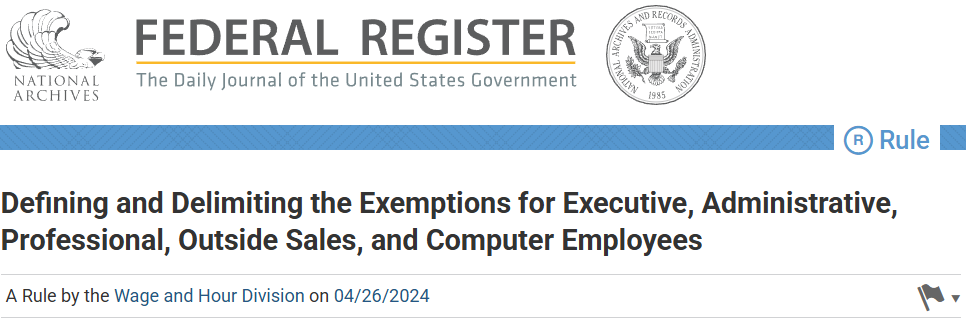 FEDERAL REGISTER
The Daily Journal of the United States Government
NATIONAL
ARCHIVES
NATIONAL ARCHIVES AND RECORDS ADMINISTRATION
1985
R Rule
Defining and Delimiting the Exemptions for Executive, Administrative,
Professional, Outside Sales, and Computer Employees
A Rule by the Wage and Hour Division on 04/26/2024